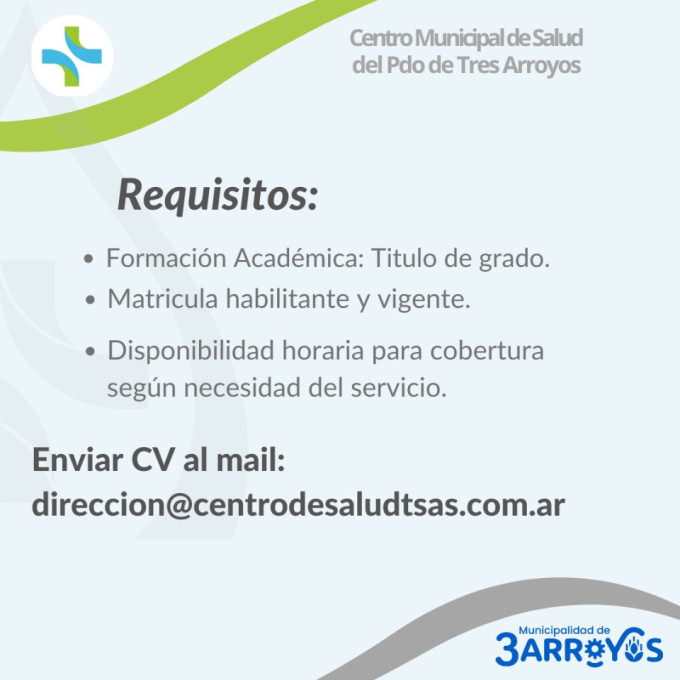 Centro Municipal de Salud
del Pdo de Tres Arroyos
Requisitos:
• Formación Académica: Titulo de grado.
• Matricula habilitante y vigente.
• Disponibilidad horaria para cobertura
según necesidad del servicio.
Enviar CV al mail:
direccion@centrodesaludtsas.com.ar
Municipalidad de
3ARROYOS